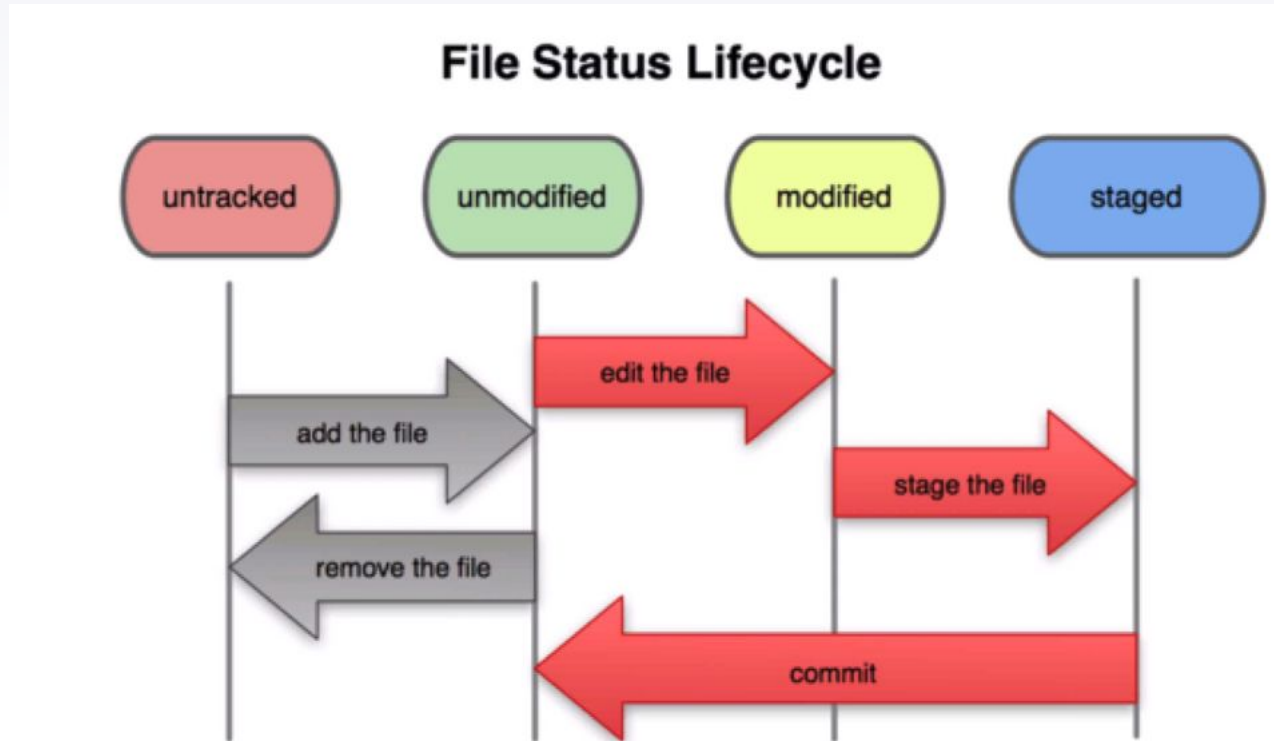 File Status Lifecycle
untracked
unmodified
modified
staged
edit the file
add the file
stage the file
remove the file
commit